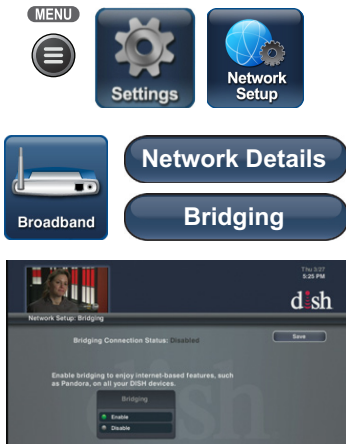 MENU
Settings
Network
Setup
Broadband
Network Details
Bridging
Thu 3/27
5:25 PM
dish
Network Setup: Bridging
Bridging Connection Status: Disabled
Save
Enable bridging to enjoy internet-based features, such
as Pandora, on all your DISH devices.
Bridging
Enable
Disable
dish